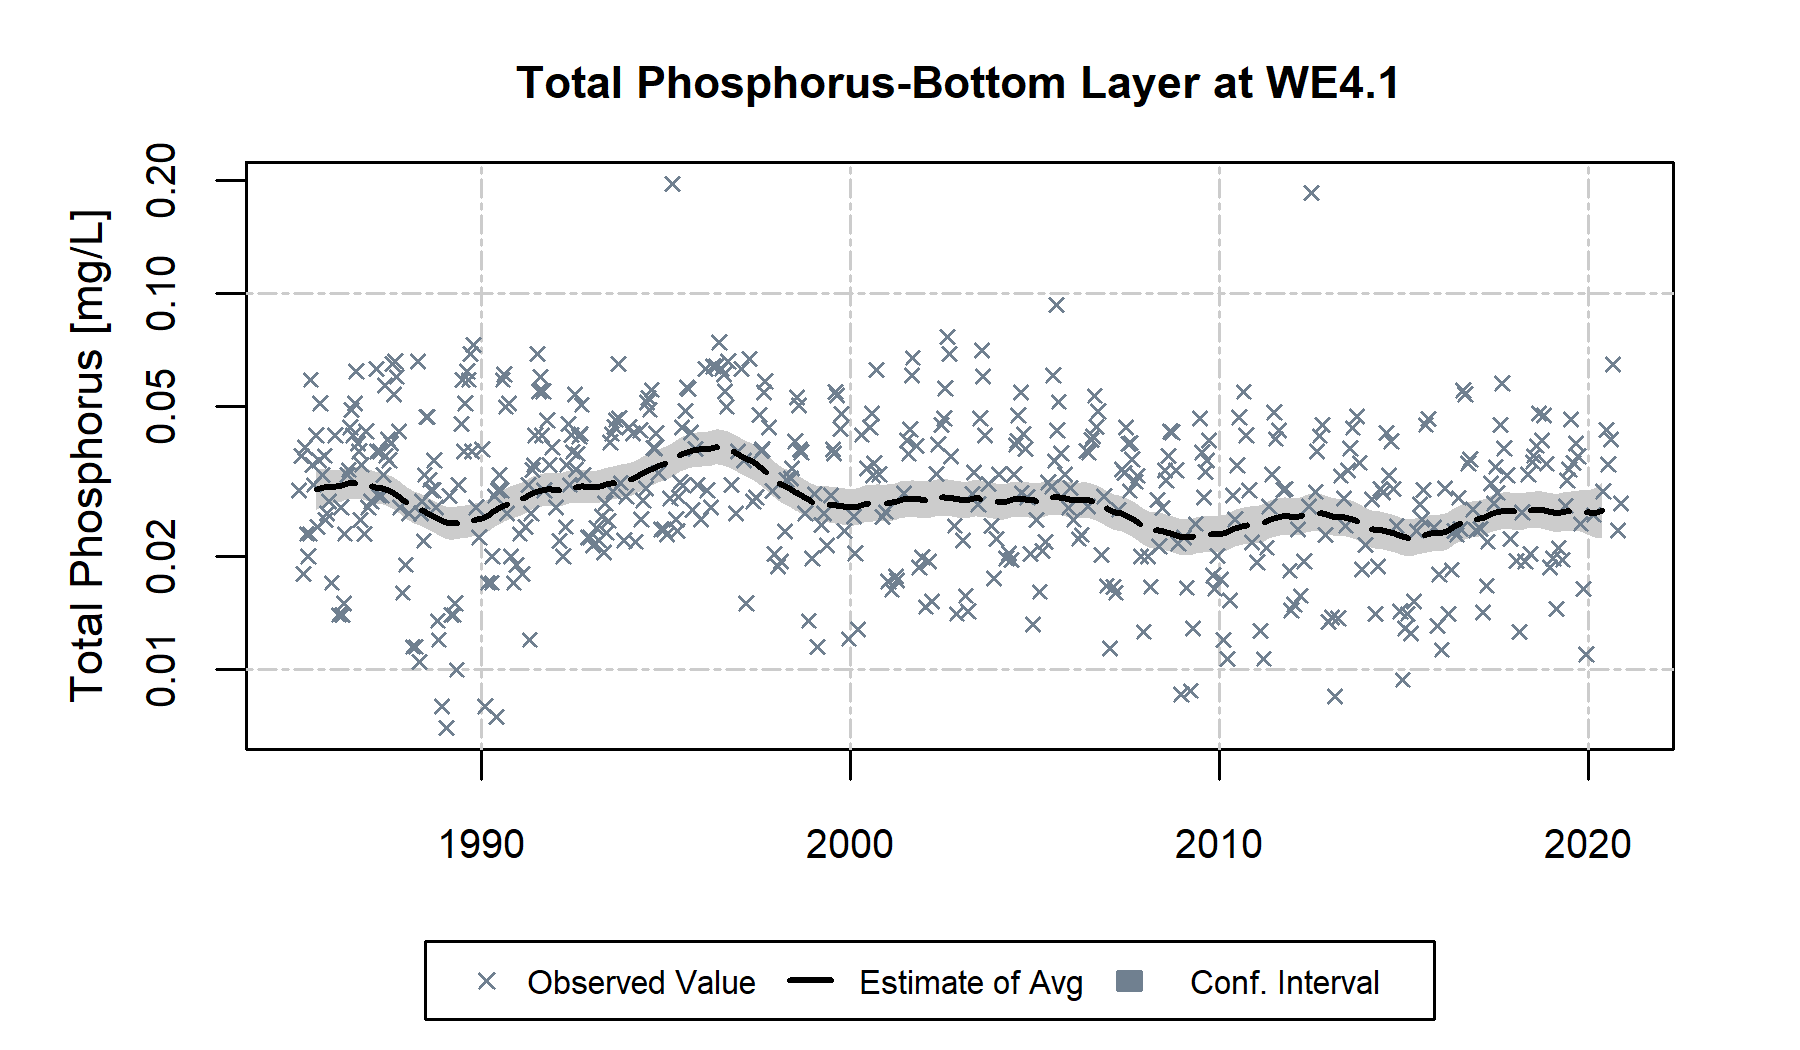 Total Phosphorus-Bottom Layer at WE4.1
Total Phosphorus [mg/L]
0.20
0.10
0.05
0.02
0.01
1990 2000 2010 2020
Observed Value Estimate of Avg Conf. Interval